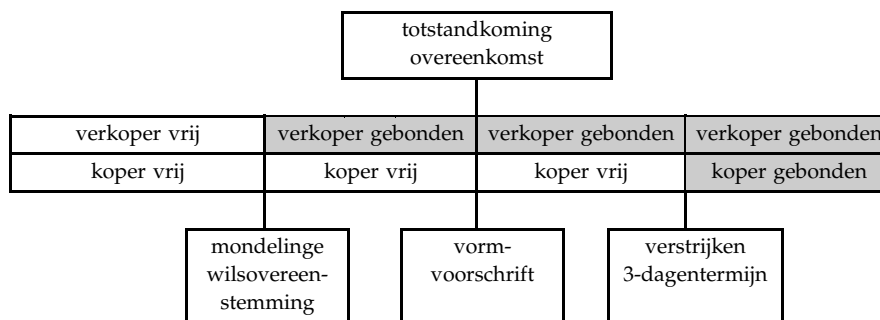 totstandkoming
overeenkomst
verkoper vrij verkoper gebonden verkoper gebonden verkoper gebonden
koper vrij koper vrij koper vrij koper gebonden
mondelinge
wilsovereen-
stemming
vorm-
voorschrift
verstrijken
3-dagentermijn